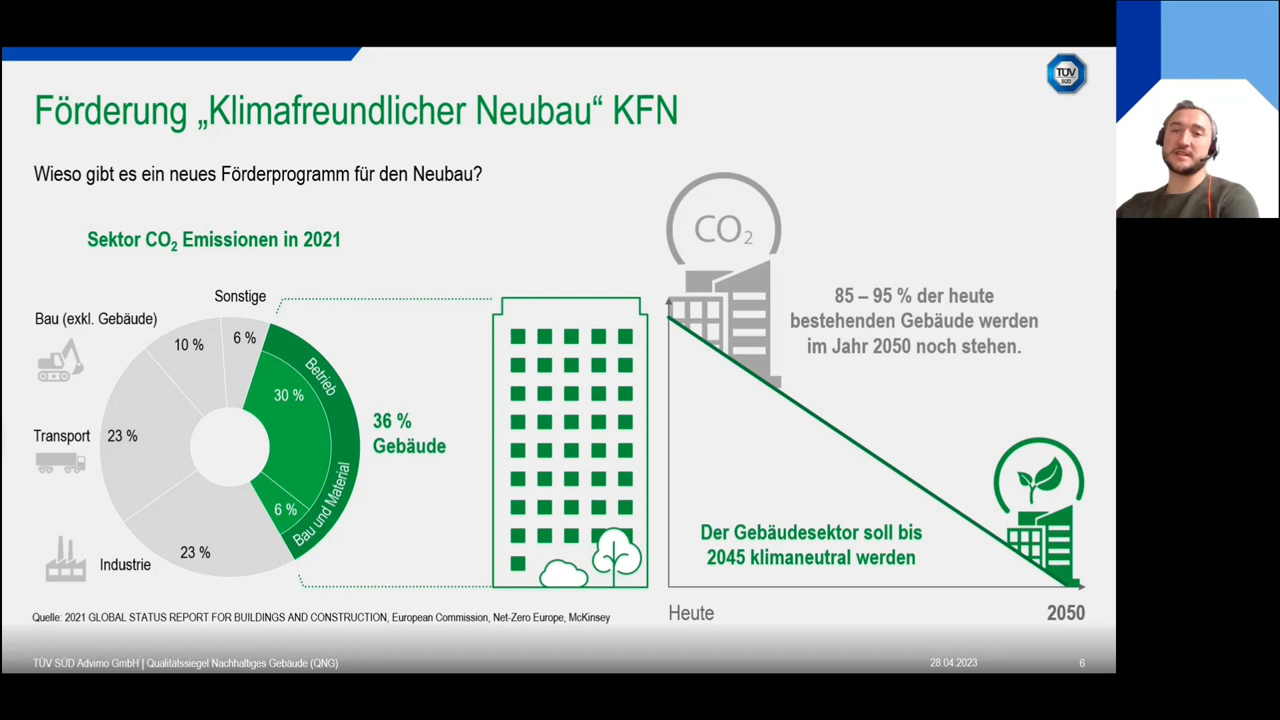 TÜV
SÜD
Förderung „Klimafreundlicher Neubau“ KFN
Wieso gibt es ein neues Förderprogramm für den Neubau?
Sektor CO₂ Emissionen in 2021
Sonstige
Bau (exkl. Gebäude)
10 %
6 %
Betrieb
30 %
36 %
Gebäude
Transport
23 %
6 %
Bau und Material
23 %
Industrie
CO₂
85 – 95 % der heute
bestehenden Gebäude werden
im Jahr 2050 noch stehen.
Der Gebäudesektor soll bis
2045 klimaneutral werden
Heute
2050
Quelle: 2021 GLOBAL STATUS REPORT FOR BUILDINGS AND CONSTRUCTION, European Commission, Net-Zero Europe, McKinsey
TÜV SÜD Advimo GmbH | Qualitätssiegel Nachhaltiges Gebäude (QNG)
28.04.2023
6